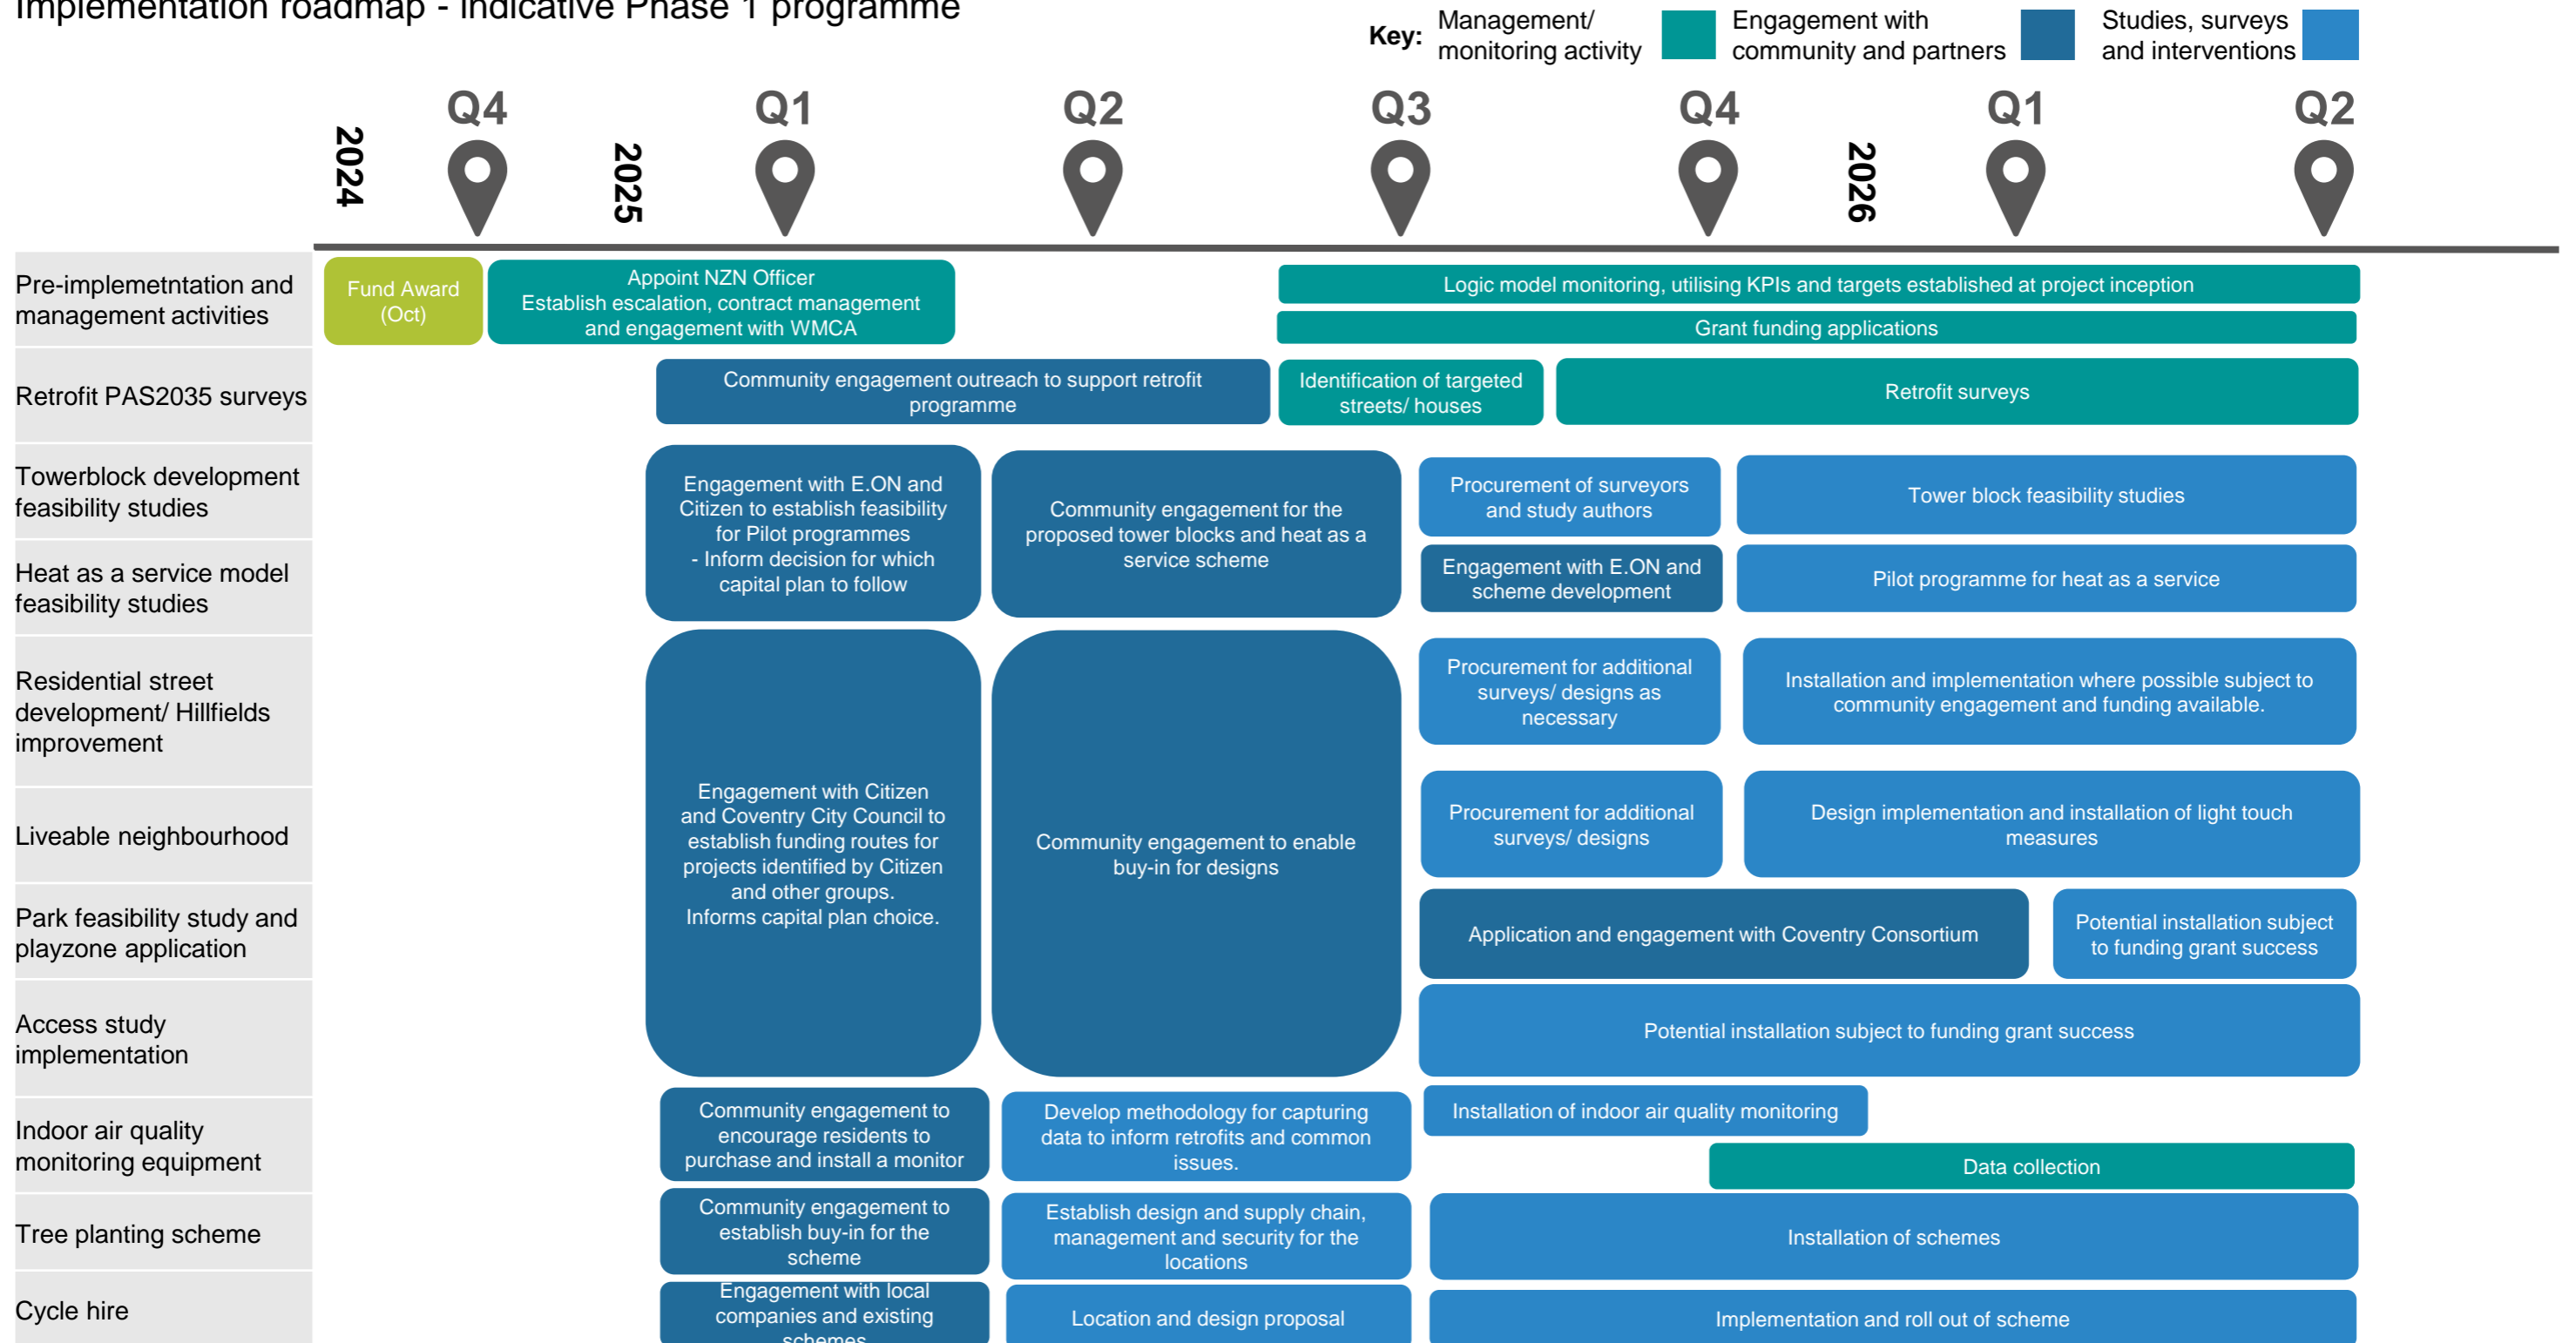 Implementation roadmap - indicative Phase 1 programme
Key:
Management/
monitoring activity
Engagement with
community and partners
Studies, surveys
and interventions
2024
Q4
2025
Q1
Q2
Q3
Q4
2026
Q1
Q2
Pre-implemetntation and
management activities
Fund Award
(Oct)
Appoint NZN Officer
Establish escalation, contract management
and engagement with WMCA
Logic model monitoring, utilising KPIs and targets established at project inception
Grant funding applications
Retrofit PAS2035 surveys
Community engagement outreach to support retrofit
programme
Identification of targeted
streets/ houses
Retrofit surveys
Towerblock development
feasibility studies
Engagement with E.ON and
Citizen to establish feasibility
for Pilot programmes
- Inform decision for which
capital plan to follow
Community engagement for the
proposed tower blocks and heat as a
service scheme
Procurement of surveyors
and study authors
Tower block feasibility studies
Heat as a service model
feasibility studies
Engagement with E.ON and
scheme development
Pilot programme for heat as a service
Residential street
development/ Hillfields
improvement
Engagement with Citizen
and Coventry City Council to
establish funding routes for
projects identified by Citizen
and other groups.
Informs capital plan choice.
Community engagement to enable
buy-in for designs
Procurement for additional
surveys/ designs as
necessary
Installation and implementation where possible subject to
community engagement and funding available.
Liveable neighbourhood
Procurement for additional
surveys/ designs
Design implementation and installation of light touch
measures
Park feasibility study and
playzone application
Application and engagement with Coventry Consortium
Potential installation subject
to funding grant success
Access study
implementation
Potential installation subject to funding grant success
Indoor air quality
monitoring equipment
Community engagement to
encourage residents to
purchase and install a monitor
Develop methodology for capturing
data to inform retrofits and common
issues.
Installation of indoor air quality monitoring
Data collection
Tree planting scheme
Community engagement to
establish buy-in for the
scheme
Establish design and supply chain,
management and security for the
locations
Installation of schemes
Cycle hire
Engagement with local
companies and existing
schemes
Location and design proposal
Implementation and roll out of scheme